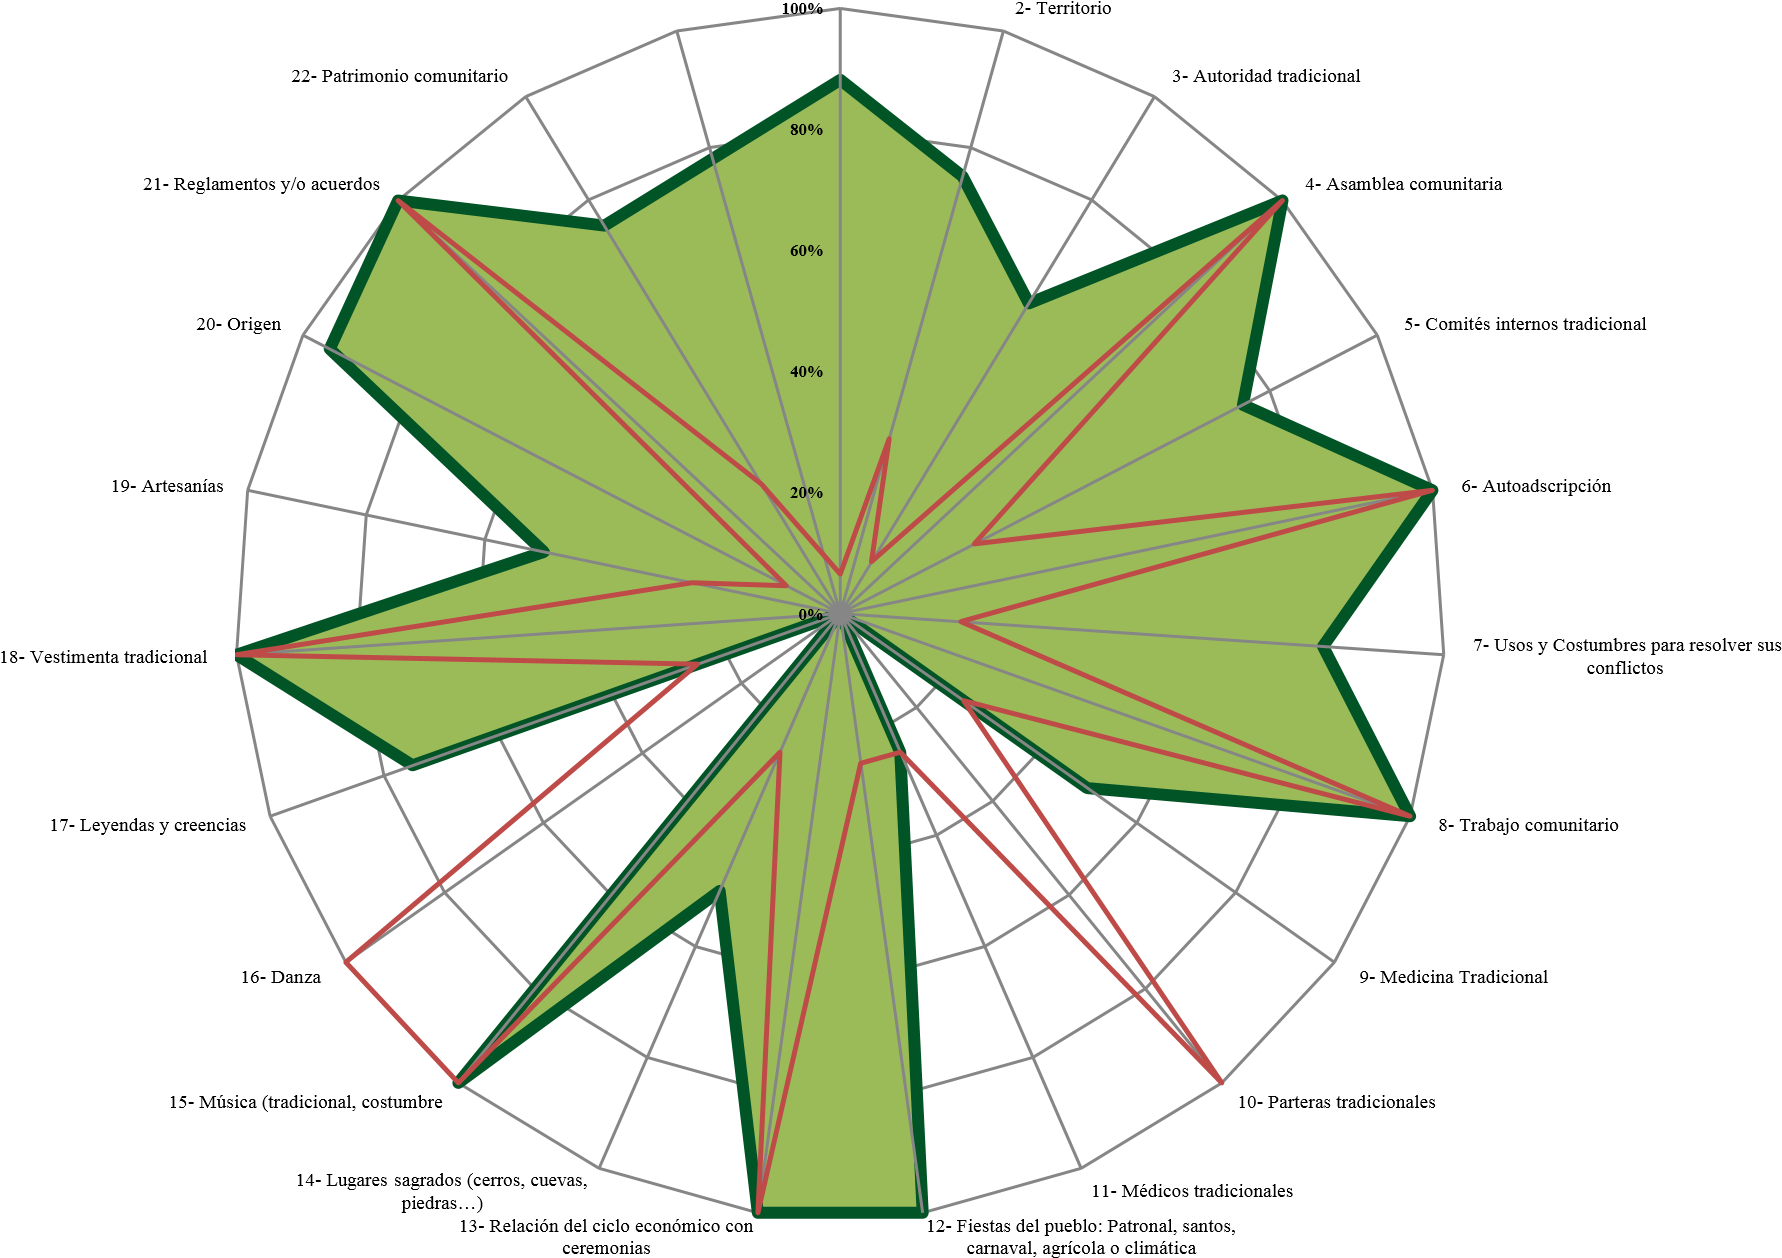 100%
80%
60%
40%
20%
0%
2- Territorio
3- Autoridad tradicional
4- Asamblea comunitaria
5- Comités internos tradicional
6- Autoadscripción
7- Usos y Costumbres para resolver sus
conflictos
8- Trabajo comunitario
9- Medicina Tradicional
10- Parteras tradicionales
11- Médicos tradicionales
12- Fiestas del pueblo: Patronal, santos,
carnaval, agrícola o climática
13- Relación del ciclo económico con
ceremonias
14- Lugares sagrados (cerros, cuevas,
piedras…)
15- Música (tradicional, costumbre
16- Danza
17- Leyendas y creencias
18- Vestimenta tradicional
19- Artesanías
20- Origen
21- Reglamentos y/o acuerdos
22- Patrimonio comunitario